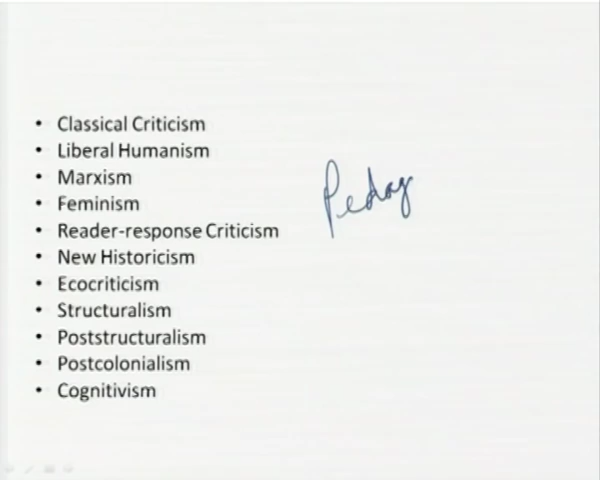 • Classical Criticism
• Liberal Humanism
• Marxism
• Feminism
• Reader-response Criticism
Pedag
• New Historicism
• Ecocriticism
• Structuralism
• Poststructuralism
• Postcolonialism
• Cognitivism